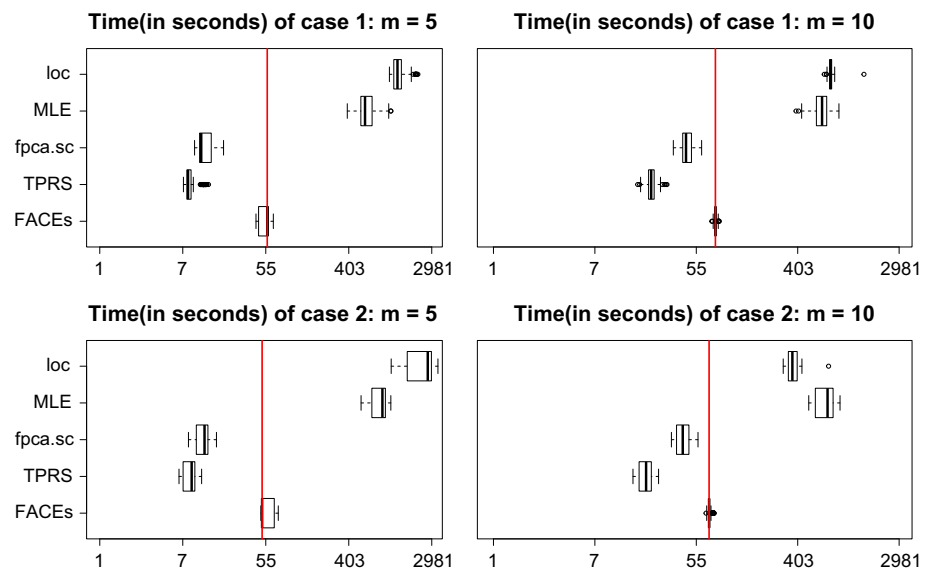 Time(in seconds) of case 1: m = 5
Time(in seconds) of case 1: m = 10
loc
MLE
fpca.sc
TPRS
FACEs
1 7 55 403 2981
1 7 55 403 2981
Time(in seconds) of case 2: m = 5
Time(in seconds) of case 2: m = 10
loc
MLE
fpca.sc
TPRS
FACEs
1 7 55 403 2981
1 7 55 403 2981